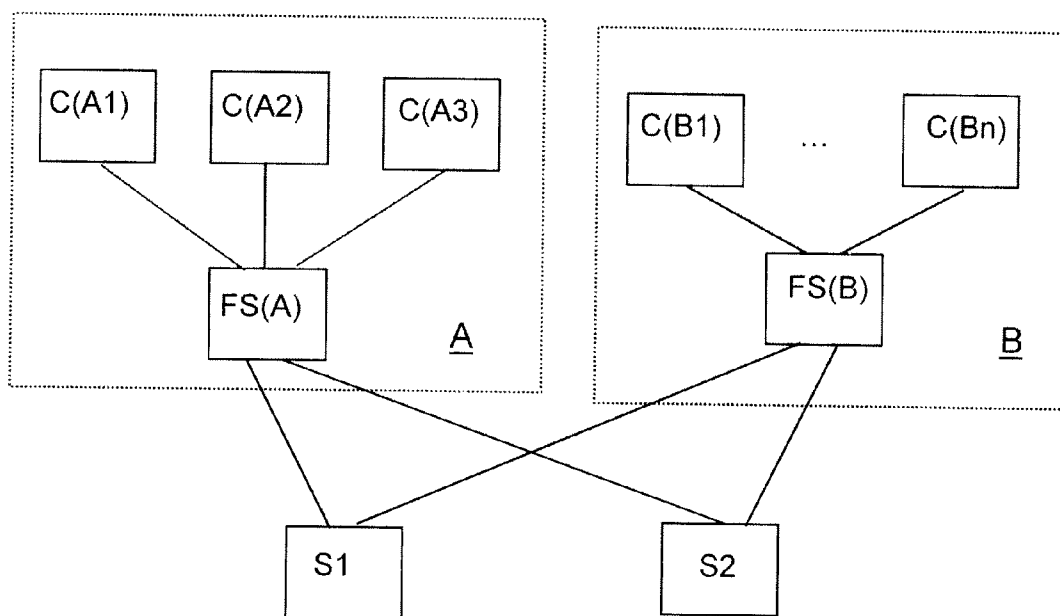 C(A1)
C(A2)
C(A3)
C(B1)
...
C(Bn)
FS(A)
A
FS(B)
B
S1
S2